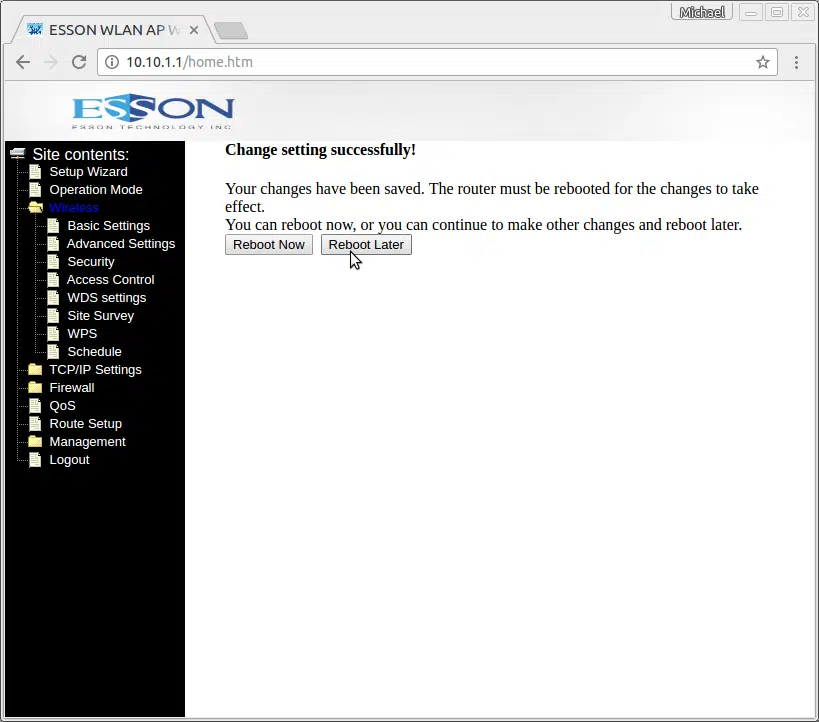 Michael
ESSON WLAN AP W
10.10.1.1/home.htm
ESSON
ESSON TECHNOLOGY INC
Site contents:
Setup Wizard
Operation Mode
Wireless
Basic Settings
Advanced Settings
Security
Access Control
WDS settings
Site Survey
WPS
Schedule
TCP/IP Settings
Firewall
QoS
Route Setup
Management
Logout
Change setting successfully!
Your changes have been saved. The router must be rebooted for the changes to take
effect.
You can reboot now, or you can continue to make other changes and reboot later.
Reboot Now Reboot Later